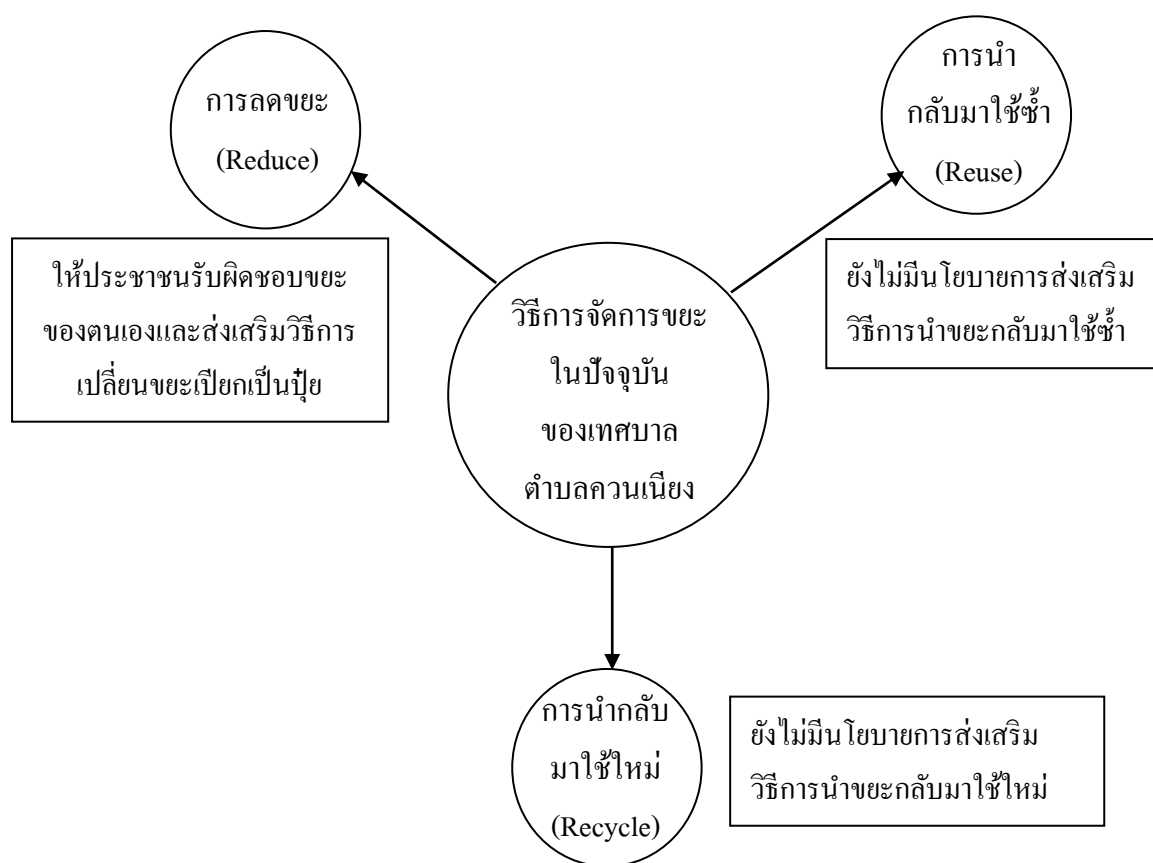 การลดขยะ
(Reduce)
การนำ
กลับมาใช้ซ้ำ
(Reuse)
ให้ประชาชนรับผิดชอบขยะ
ของตนเองและส่งเสริมวิธีการ
เปลี่ยนขยะเปียกเป็นปุ๋ย
ยังไม่มีนโยบายการส่งเสริม
วิธีการนำขยะกลับมาใช้ซ้ำ
วิธีการจัดการขยะ
ในปัจจุบัน
ของเทศบาล
ตำบลควนเนียง
การนำกลับ
มาใช้ใหม่
(Recycle)
ยังไม่มีนโยบายการส่งเสริม
วิธีการนำขยะกลับมาใช้ใหม่